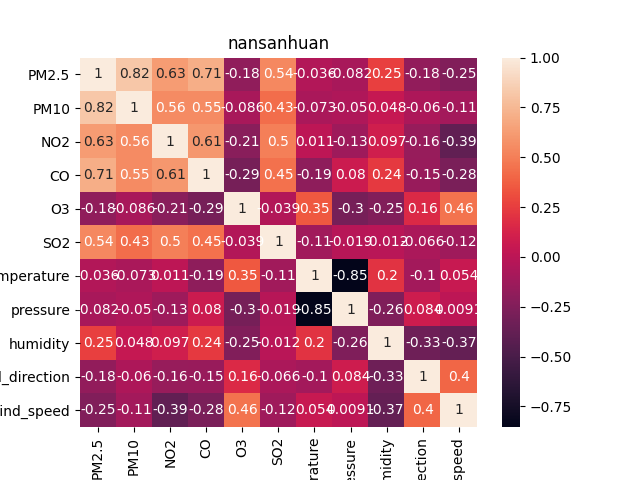 nansanhuan
PM2.5 1 0.82 0.63 0.71 -0.18 0.54 -0.036 -0.082 0.25 -0.18 -0.25
PM10 0.82 1 0.56 0.55 -0.086 0.43 -0.073 -0.05 0.048 -0.06 -0.11
NO2 0.63 0.56 1 0.61 -0.21 0.5 0.011 -0.13 0.097 -0.16 -0.39
CO 0.71 0.55 0.61 1 -0.29 0.45 -0.19 0.08 0.24 -0.15 -0.28
O3 -0.18 -0.086 -0.21 -0.29 1 -0.039 0.35 -0.3 -0.25 0.16 0.46
SO2 0.54 0.43 0.5 0.45 -0.039 1 -0.11 -0.019 -0.012 -0.066 -0.12
mperature -0.036 -0.073 0.011 -0.19 0.35 -0.11 1 -0.85 0.2 -0.1 0.054
pressure -0.082 -0.05 -0.13 0.08 -0.3 -0.019 -0.85 1 -0.26 0.084 0.0091
humidity 0.25 0.048 0.097 0.24 -0.25 -0.012 0.2 -0.26 1 -0.33 -0.37
d_direction -0.18 -0.06 -0.16 -0.15 0.16 -0.066 -0.1 0.084 -0.33 1 0.4
ind_speed -0.25 -0.11 -0.39 -0.28 0.46 -0.12 0.054 0.0091 -0.37 0.4 1
PM2.5 PM10 NO2 CO O3 SO2 rature essure midity ection speed
1.00
0.75
0.50
0.25
0.00
−0.25
−0.50
−0.75